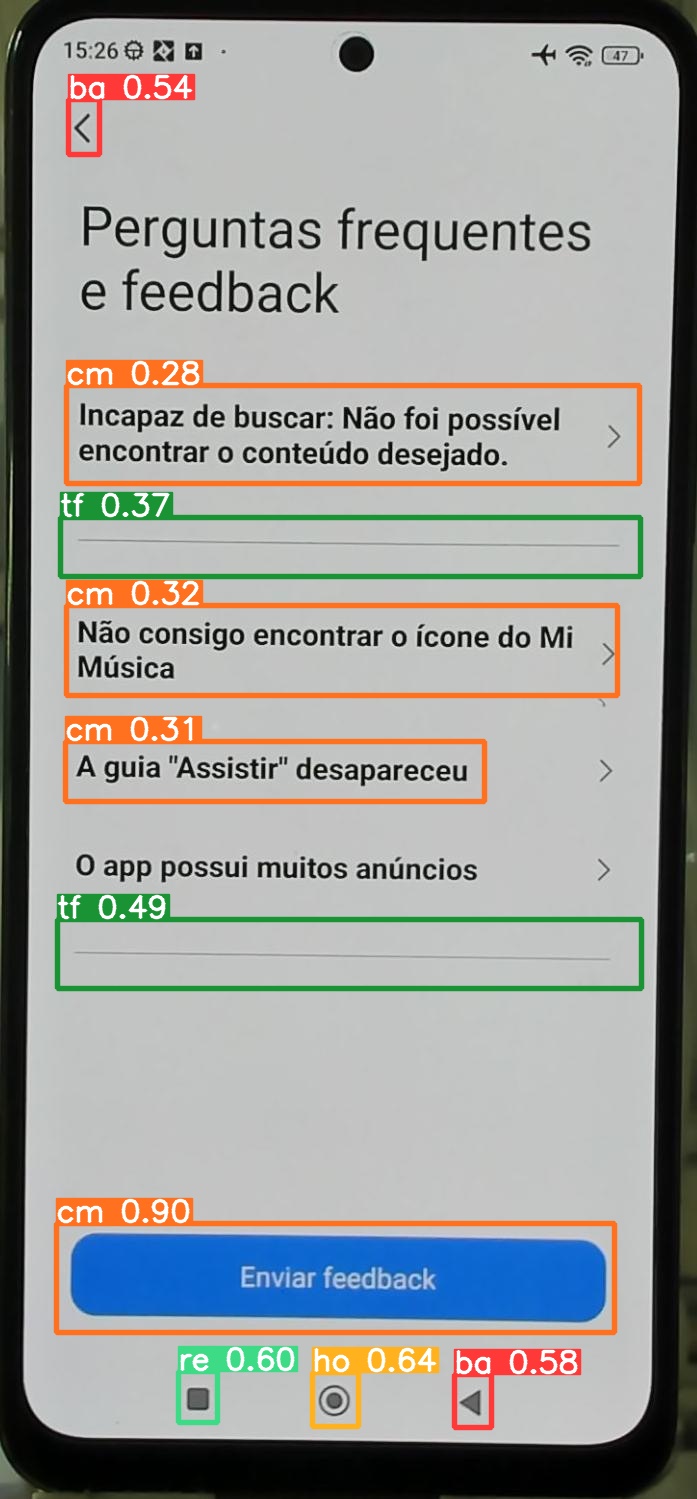 15:26
47
ba 0.54
Perguntas frequentes
e feedback
cm 0.28
Incapaz de buscar: Não foi possível
encontrar o conteúdo desejado.
tf 0.37
cm 0.32
Não consigo encontrar o ícone do Mi
Música
cm 0.31
A guia "Assistir" desapareceu
O app possui muitos anúncios
tf 0.49
cm 0.90
Enviar feedback
re 0.60 ho 0.64 ba 0.58